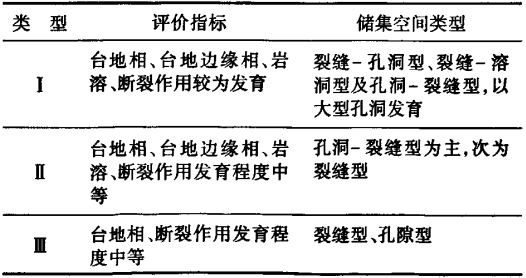 类 型 评价指标 储集空间类型
Ⅰ 台地相、台地边缘相、岩溶、断裂作用较为发育 裂缝-孔洞型、裂缝-溶洞型及孔洞-裂缝型,以大型孔洞发育
Ⅱ 台地相、台地边缘相、岩溶、断裂作用发育程度中等 孔洞-裂缝型为主,次为裂缝型
Ⅲ 台地相、断裂作用发育程度中等 裂缝型、孔隙型